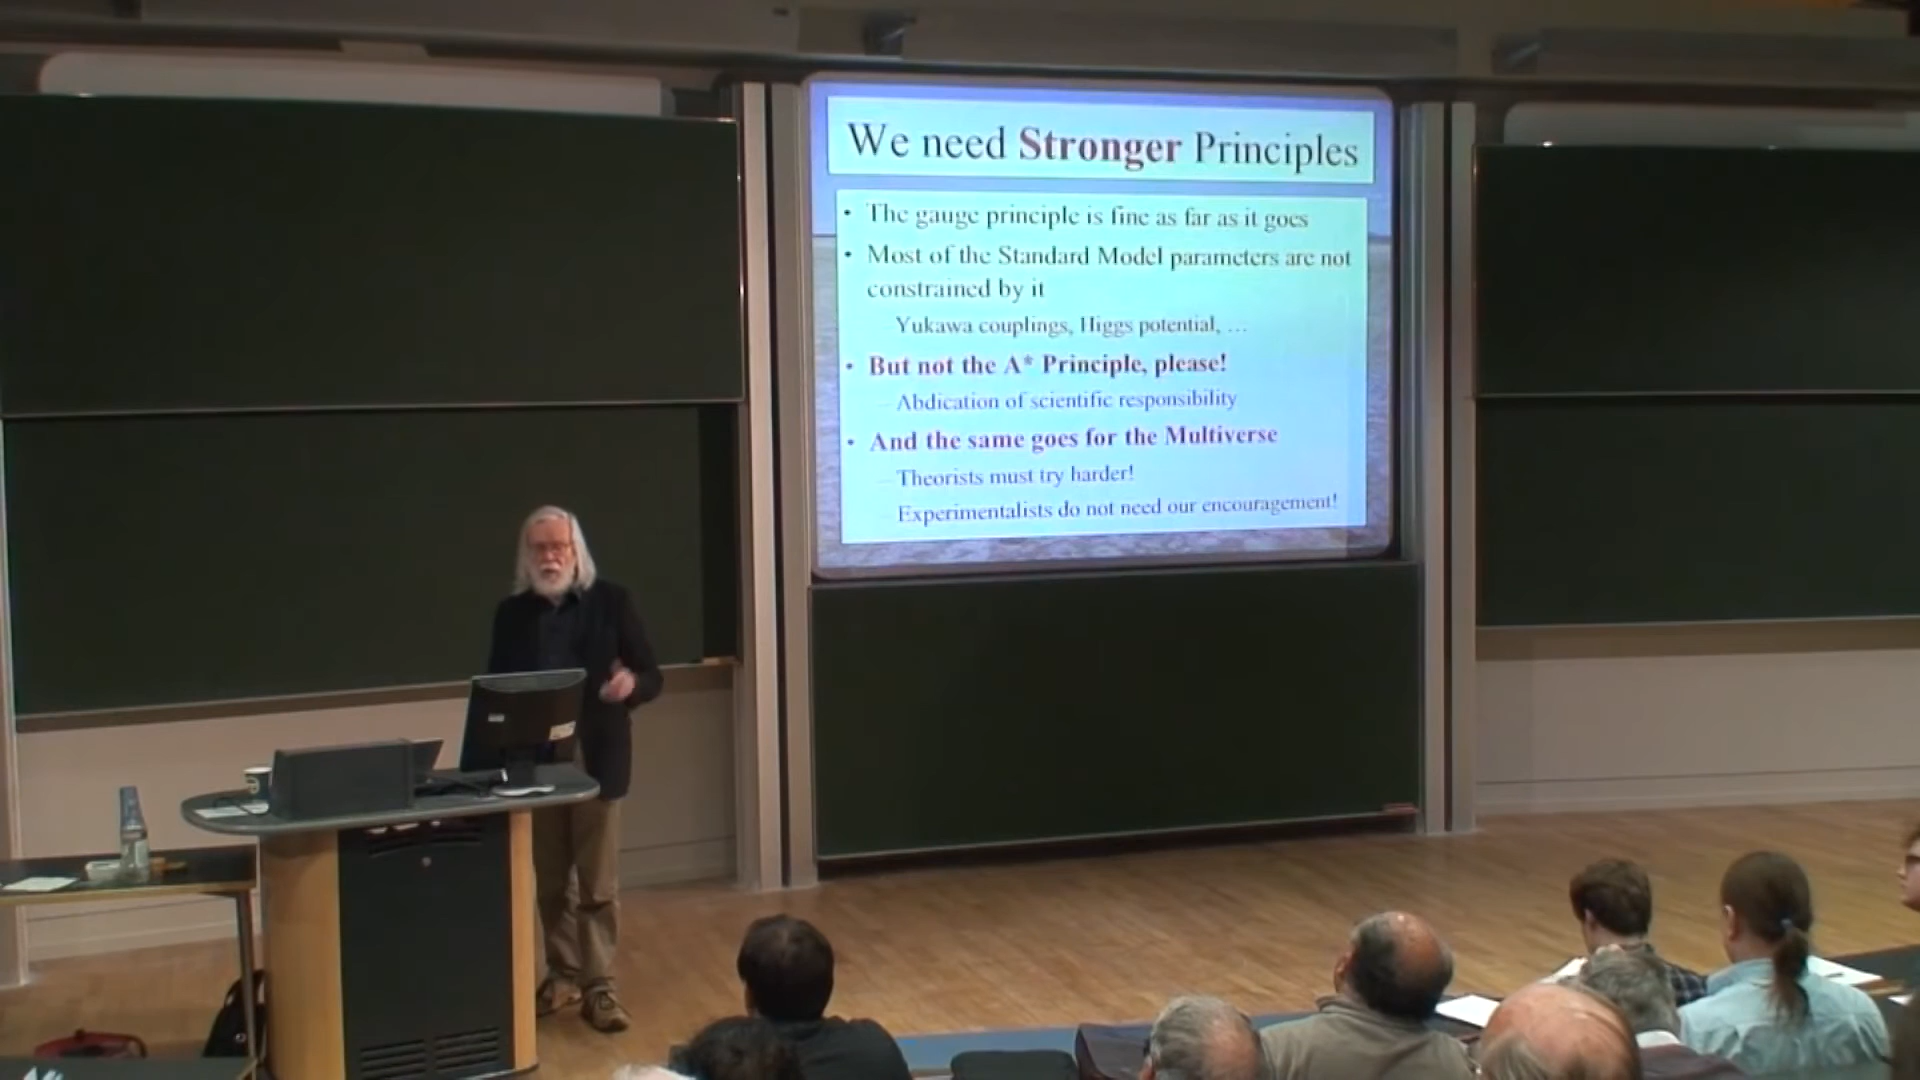 We need Stronger Principles
• The gauge principle is fine as far as it goes
• Most of the Standard Model parameters are not
constrained by it
– Yukawa couplings, Higgs potential, …
• But not the A* Principle, please!
– Abdication of scientific responsibility
• And the same goes for the Multiverse
– Theorists must try harder!
– Experimentalists do not need our encouragement!